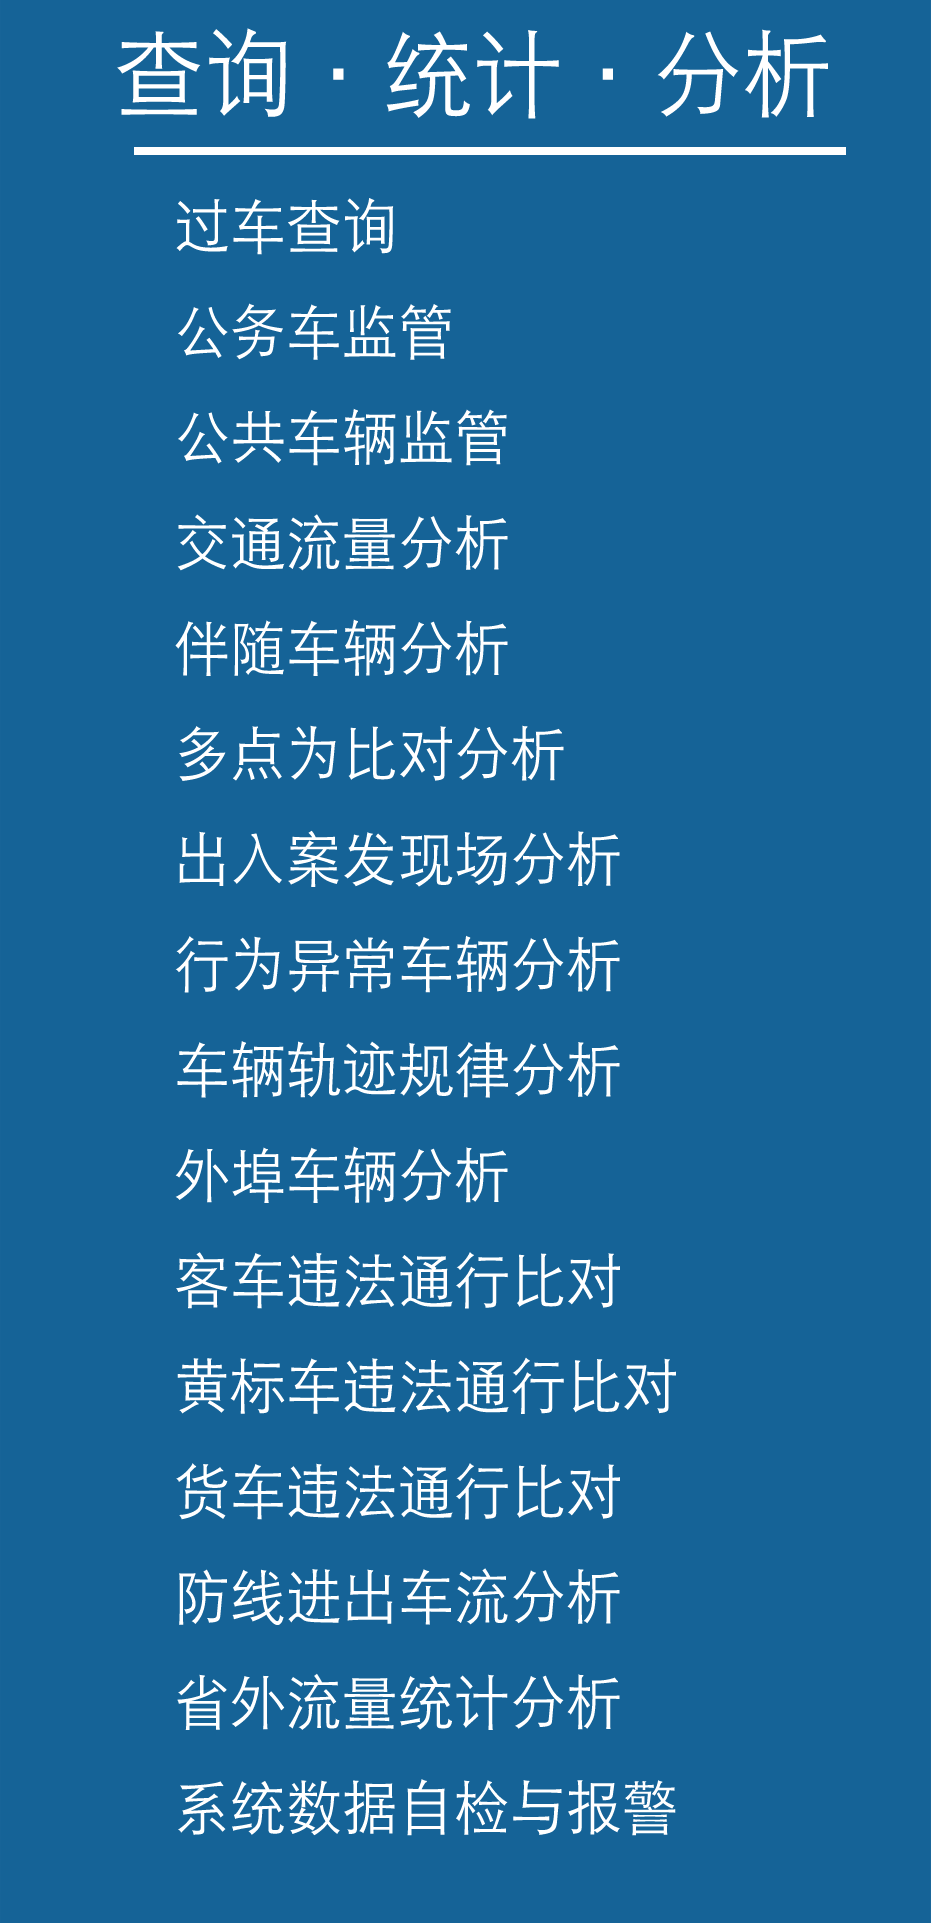 查询 · 统计 · 分析
过车查询
公务车监管
公共车辆监管
交通流量分析
伴随车辆分析
多点为比对分析
出入案发现场分析
行为异常车辆分析
车辆轨迹规律分析
外埠车辆分析
客车违法通行比对
黄标车违法通行比对
货车违法通行比对
防线进出车流分析
省外流量统计分析
系统数据自检与报警